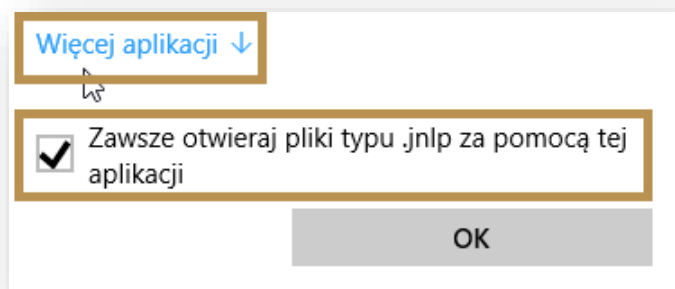 Więcej aplikacji ↓
Zawsze otwieraj pliki typu .jnlp za pomocą tej
aplikacji
OK